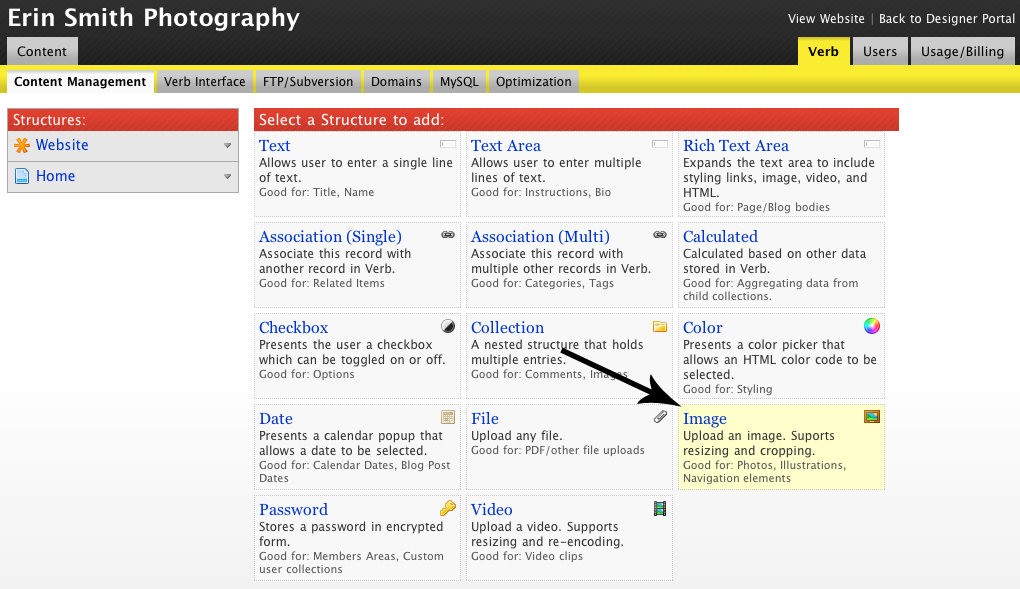 Erin Smith Photography
View Website | Back to Designer Portal
Content
Verb
Users
Usage/Billing
Content Management
Verb Interface
FTP/Subversion
Domains
MySQL
Optimization
Structures:
Website
Home
Select a Structure to add:
Text
Allows user to enter a single line
of text.
Good for: Title, Name
Text Area
Allows user to enter multiple
lines of text.
Good for: Instructions, Bio
Rich Text Area
Expands the text area to include
styling links, image, video, and
HTML.
Good for: Page/Blog bodies
Association (Single)
Associate this record with
another record in Verb.
Good for: Related Items
Association (Multi)
Associate this record with
multiple other records in Verb.
Good for: Categories, Tags
Calculated
Calculated based on other data
stored in Verb.
Good for: Aggregating data from
child collections.
Checkbox
Presents the user a checkbox
which can be toggled on or off.
Good for: Options
Collection
A nested structure that holds
multiple entries.
Good for: Comments, Images
Color
Presents a color picker that
allows an HTML color code to be
selected.
Good for: Styling
Date
Presents a calendar popup that
allows a date to be selected.
Good for: Calendar Dates, Blog Post
Dates
File
Upload any file.
Good for: PDF/other file uploads
Image
Upload an image. Suports
resizing and cropping.
Good for: Photos, Illustrations,
Navigation elements
Password
Stores a password in encrypted
form.
Good for: Members Areas, Custom
user collections
Video
Upload a video. Supports
resizing and re-encoding.
Good for: Video clips